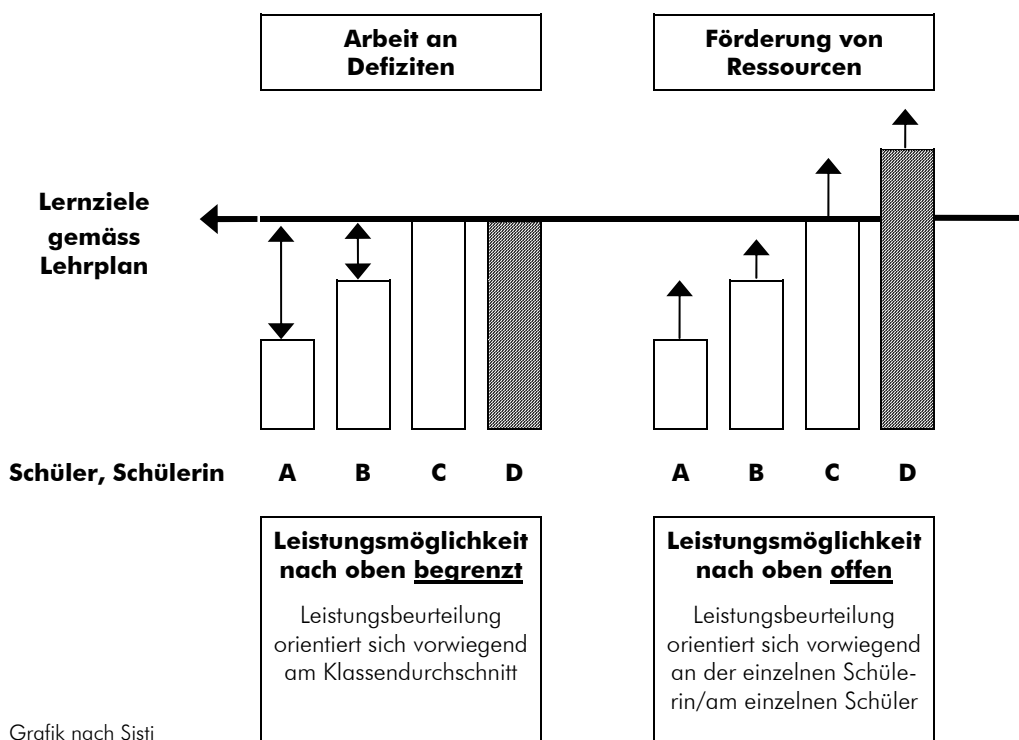 Arbeit an
Defiziten
Förderung von
Ressourcen
Lernziele
gemäss
Lehrplan
Schüler, Schülerin A B C D A B C D
Leistungsmöglichkeit
nach oben begrenzt
Leistungsbeurteilung
orientiert sich vorwiegend
am Klassendurchschnitt
Leistungsmöglichkeit
nach oben offen
Leistungsbeurteilung
orientiert sich vorwiegend
an der einzelnen Schüle-
rin/am einzelnen Schüler
Grafik nach Sisti